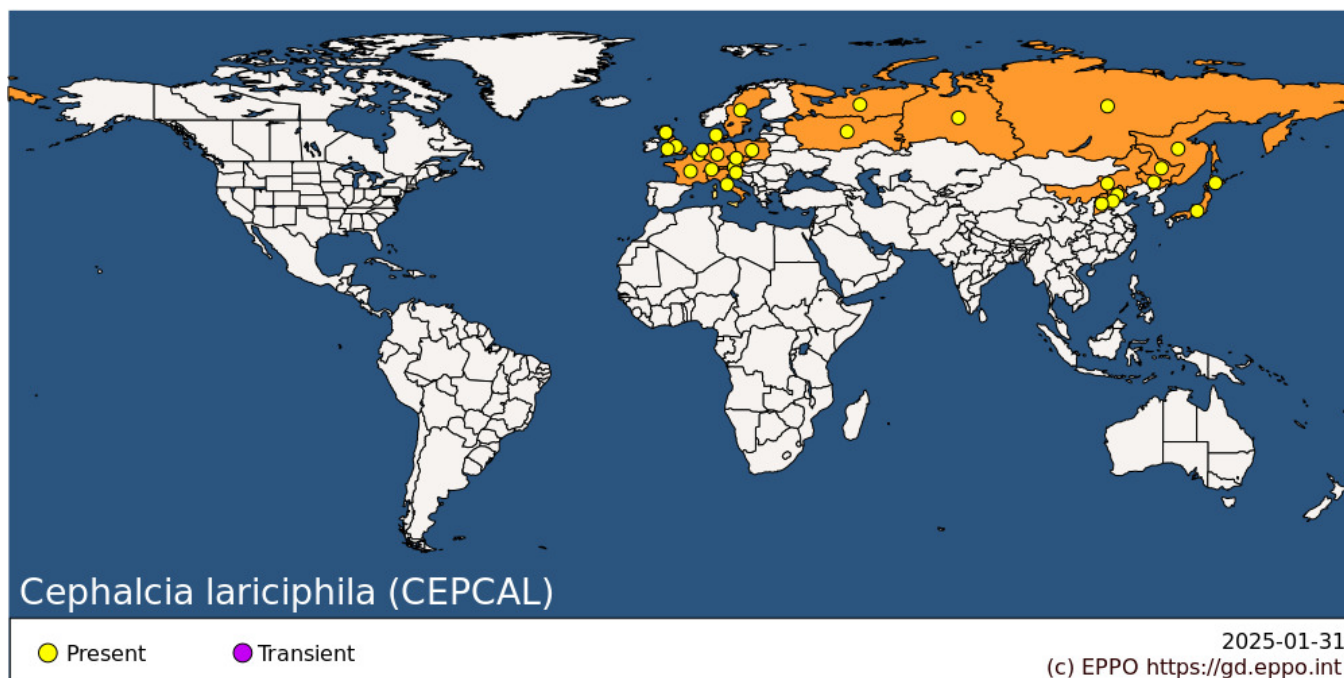 Cephalcia lariciphila (CEPCAL)
Present
Transient
2025-01-31
(c) EPPO https://gd.eppo.int